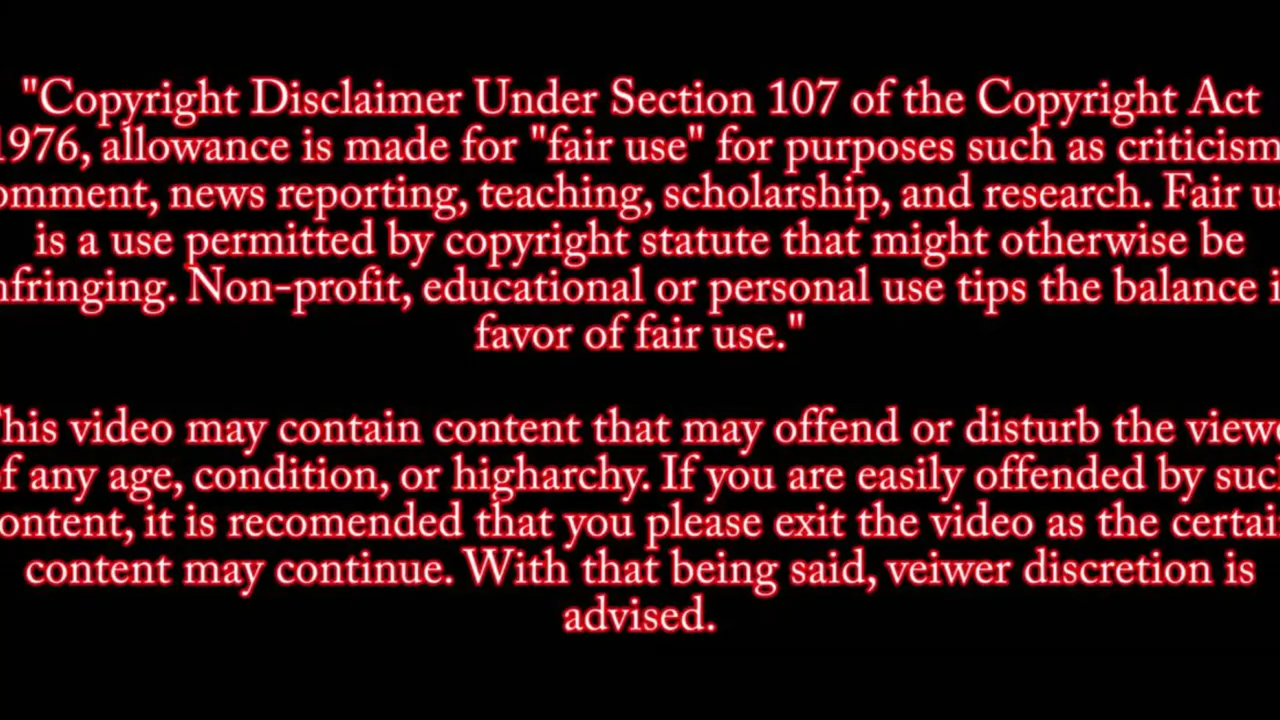 "Copyright Disclaimer Under Section 107 of the Copyright Act
1976, allowance is made for "fair use" for purposes such as criticism
omment, news reporting, teaching, scholarship, and research. Fair us
is a use permitted by copyright statute that might otherwise be
nfringing. Non-profit, educational or personal use tips the balance i
favor of fair use."
This video may contain content that may offend or disturb the viewe
f any age, condition, or higharchy. If you are easily offended by suc
ontent, it is recomended that you please exit the video as the certai
content may continue. With that being said, veiwer discretion is
advised.